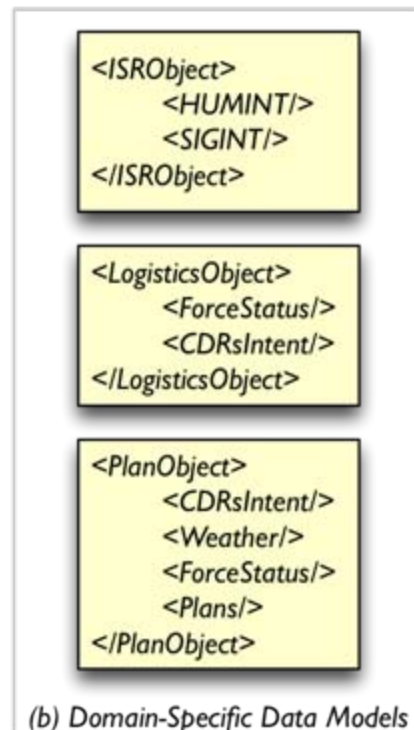 <ISRObject>
<HUMINT/>
<SIGINT/>
</ISRObject>
<LogisticsObject>
<ForceStatus/>
<CDRsIntent/>
</LogisticsObject>
<PlanObject>
<CDRsIntent/>
<Weather/>
<ForceStatus/>
<Plans/>
</PlanObject>
(b) Domain-Specific Data Models